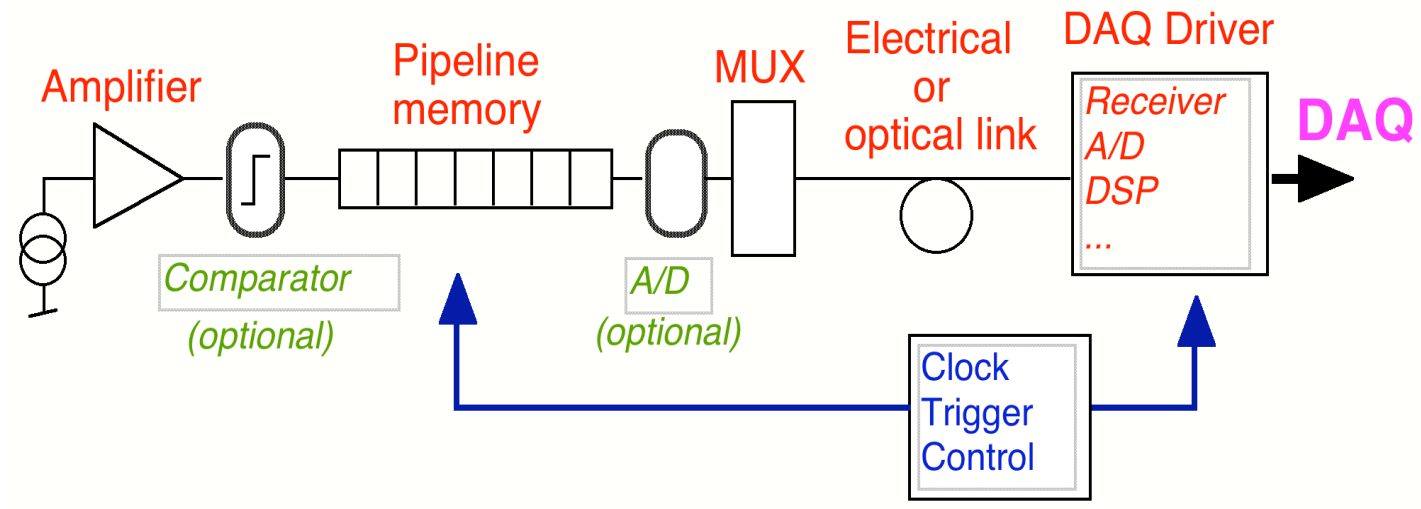 Amplifier
Pipeline
memory
MUX
Electrical
or
optical link
DAQ Driver
Receiver
A/D
DSP
...
DAQ
Comparator
(optional)
A/D
(optional)
Clock
Trigger
Control